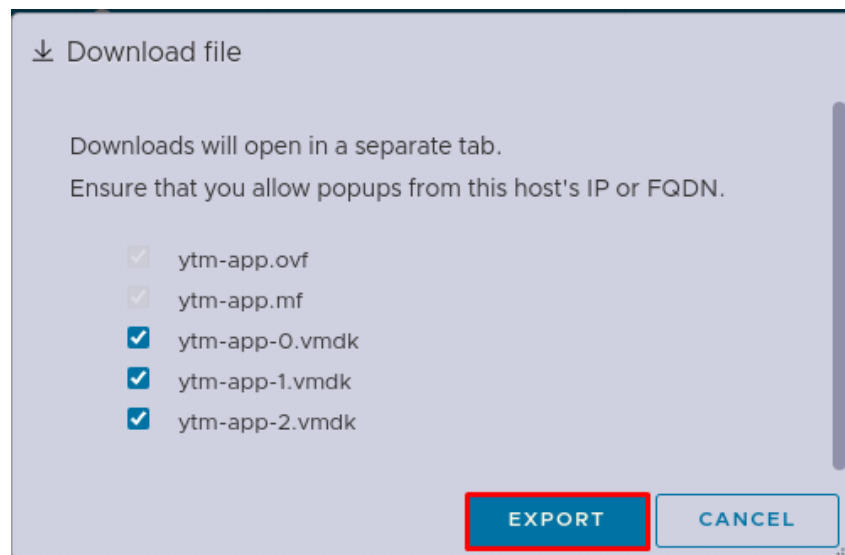 Download file
Downloads will open in a separate tab.
Ensure that you allow popups from this host's IP or FQDN.
ytm-app.ovf
ytm-app.mf
ytm-app-0.vmdk
ytm-app-1.vmdk
ytm-app-2.vmdk
EXPORT CANCEL